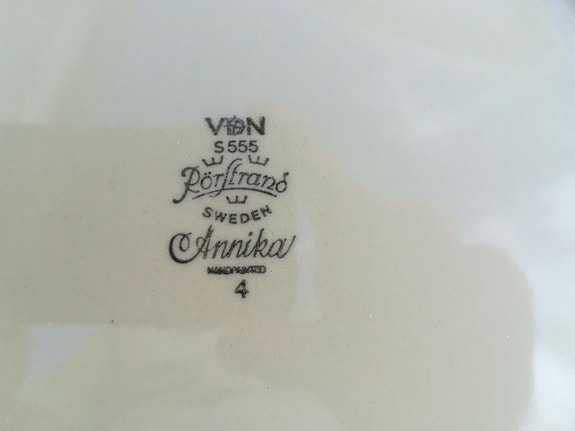 VDN
S555
Rörstrand
SWEDEN
Annika
HANDPAINTED
4